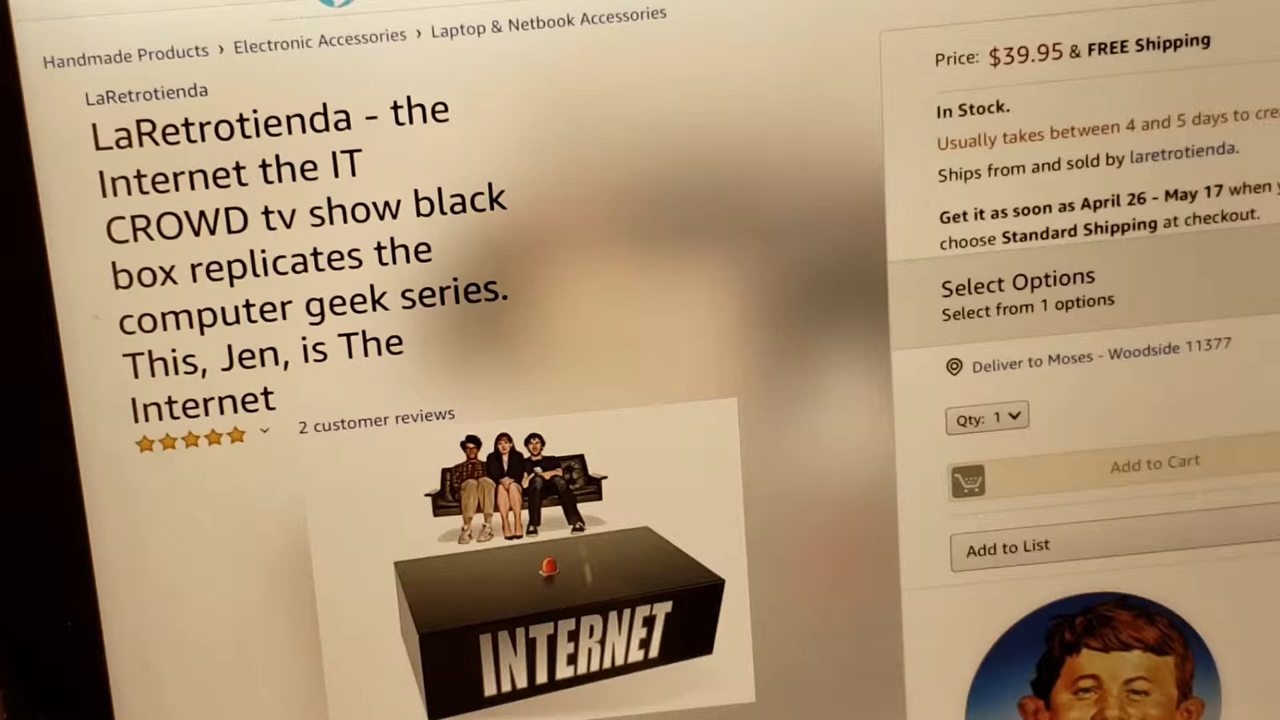 Handmade Products › Electronic Accessories › Laptop & Netbook Accessories
LaRetrotienda
LaRetrotienda - the
Internet the IT
CROWD tv show black
box replicates the
computer geek series.
This, Jen, is The
Internet
2 customer reviews
INTERNET
Price: $39.95 & FREE Shipping
In Stock.
Usually takes between 4 and 5 days to cre
Ships from and sold by laretrotienda.
Get it as soon as April 26 - May 17 when
choose Standard Shipping at checkout.
Select Options
Select from 1 options
Deliver to Moses - Woodside 11377
Qty: 1
Add to Cart
Add to List